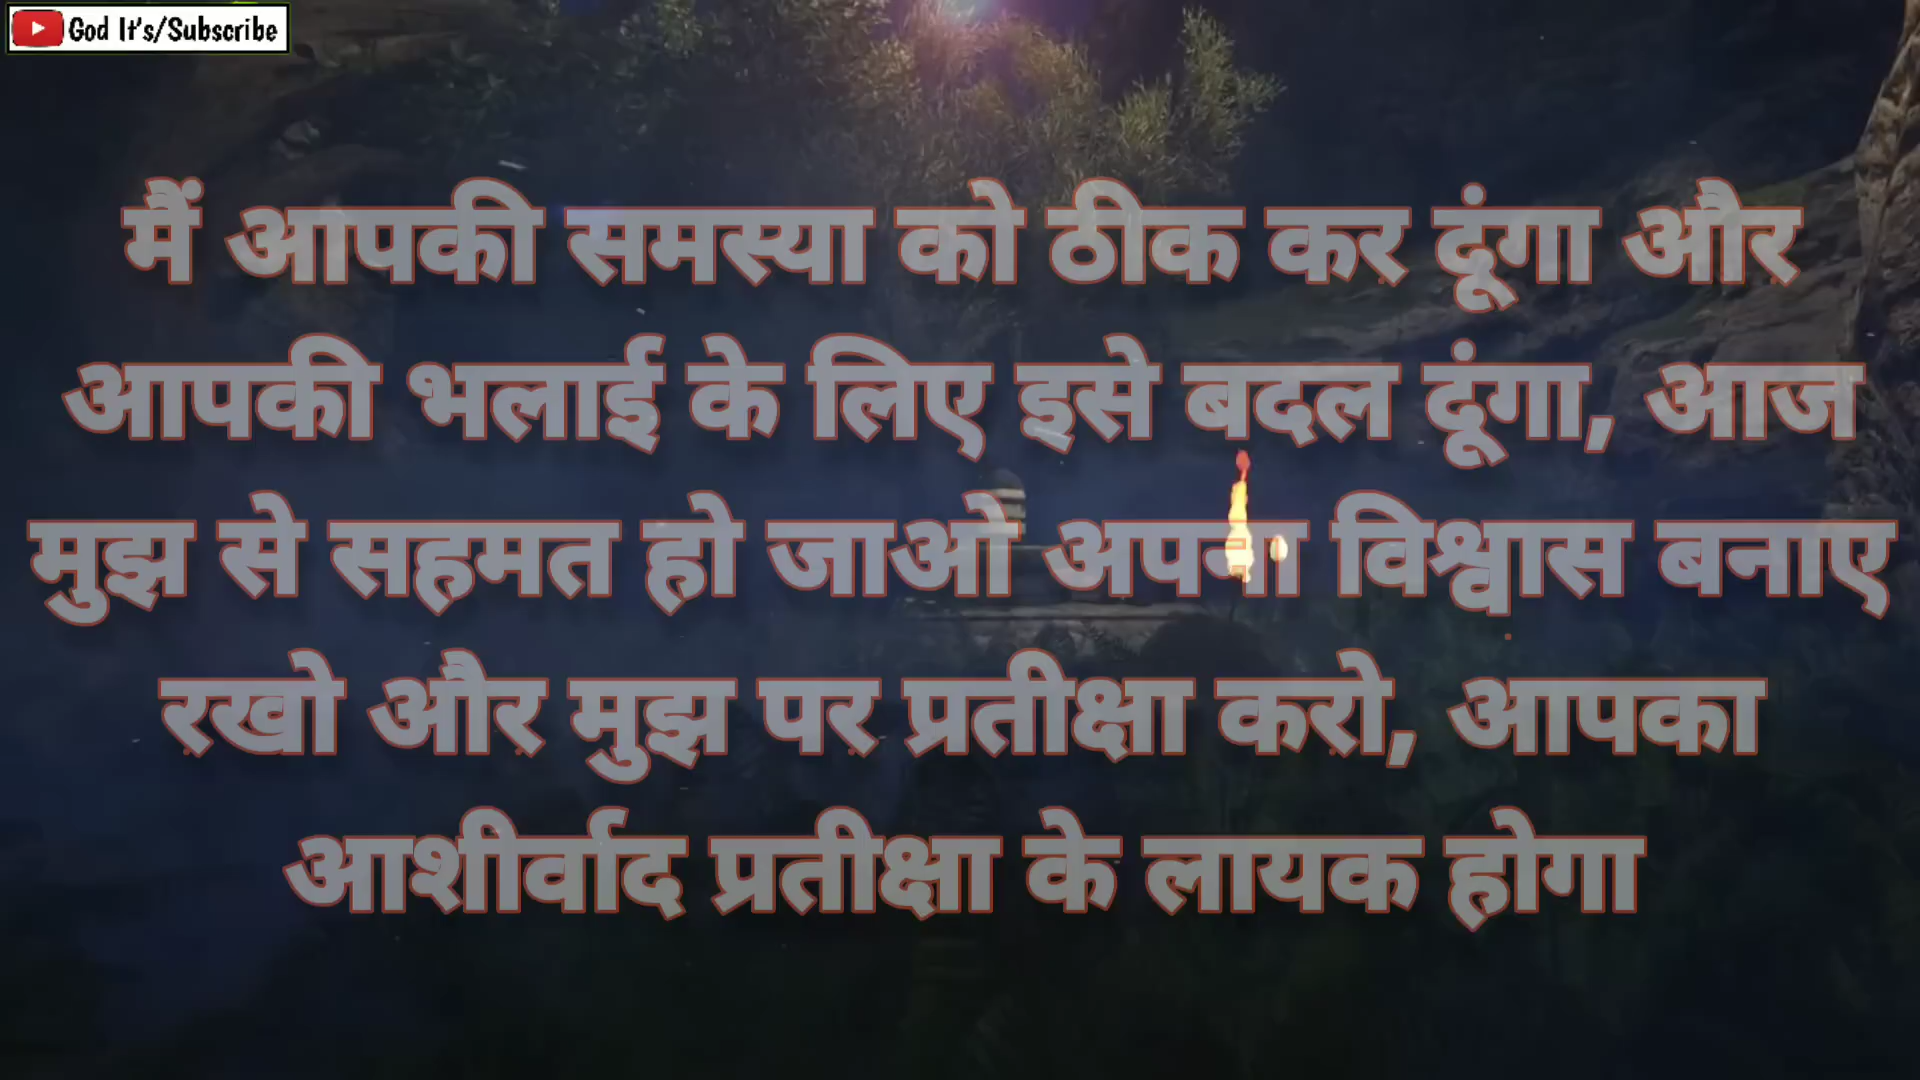 God It's/Subscribe
मैं आपकी समस्या को ठीक कर दूंगा और
आपकी भलाई के लिए इसे बदल दूंगा, आज
मुझ से सहमत हो जाओ अपना विश्वास बनाए
रखो और मुझ पर प्रतीक्षा करो, आपका
आशीर्वाद प्रतीक्षा के लायक होगा